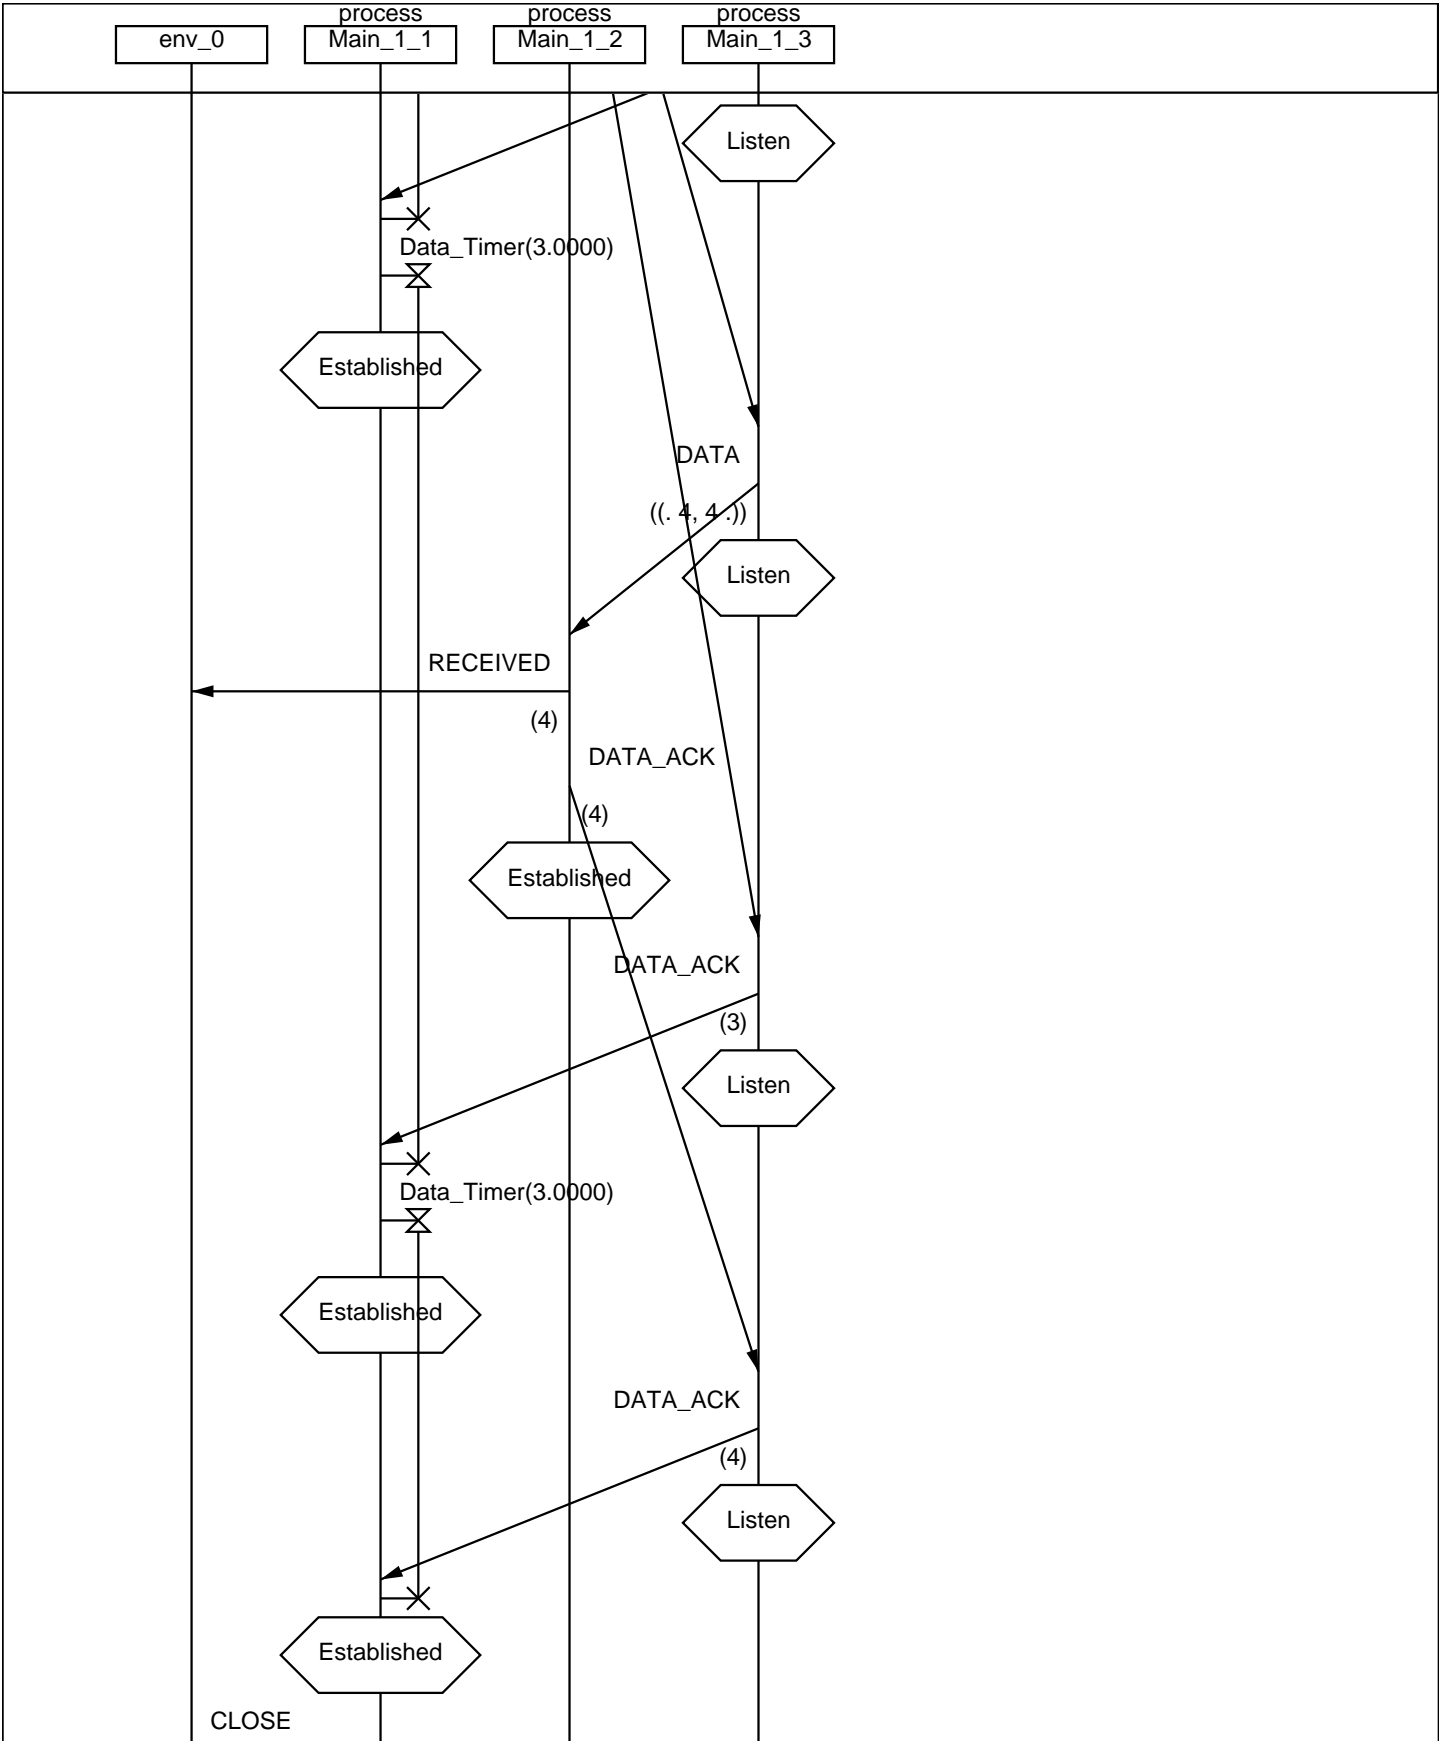 process process process
env_0 Main_1_1 Main_1_2 Main_1_3
Listen
Data_Timer(3.0000)
Established
DATA
((. 4, 4 .))
Listen
RECEIVED
(4)
DATA_ACK
(4)
Established
DATA_ACK
(3)
Listen
Data_Timer(3.0000)
Established
DATA_ACK
(4)
Listen
Established
CLOSE